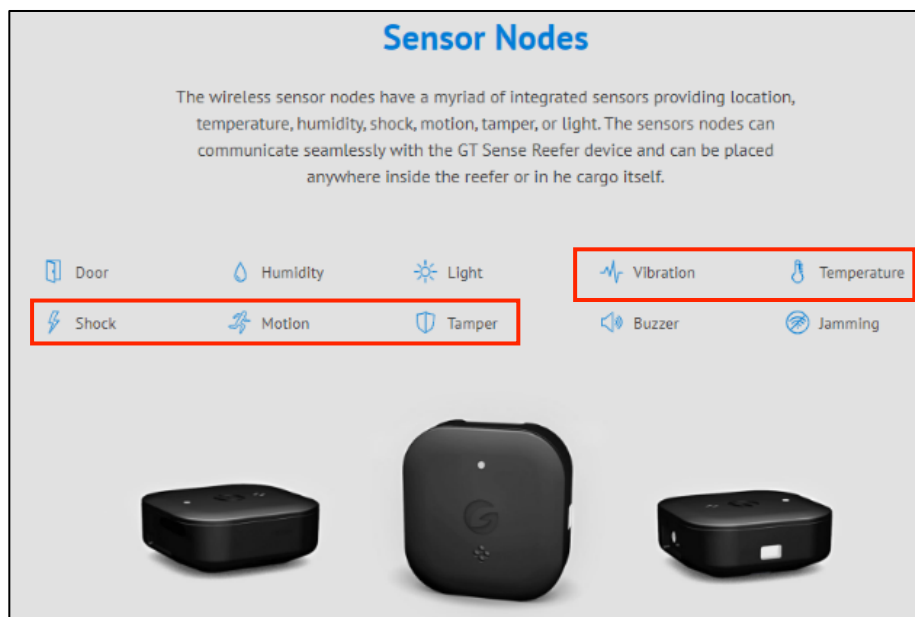 Sensor Nodes
The wireless sensor nodes have a myriad of integrated sensors providing location,
temperature, humidity, shock, motion, tamper, or light. The sensors nodes can
communicate seamlessly with the GT Sense Reefer device and can be placed
anywhere inside the reefer or in he cargo itself.
Door Humidity Light Vibration Temperature
Shock Motion Tamper Buzzer Jamming